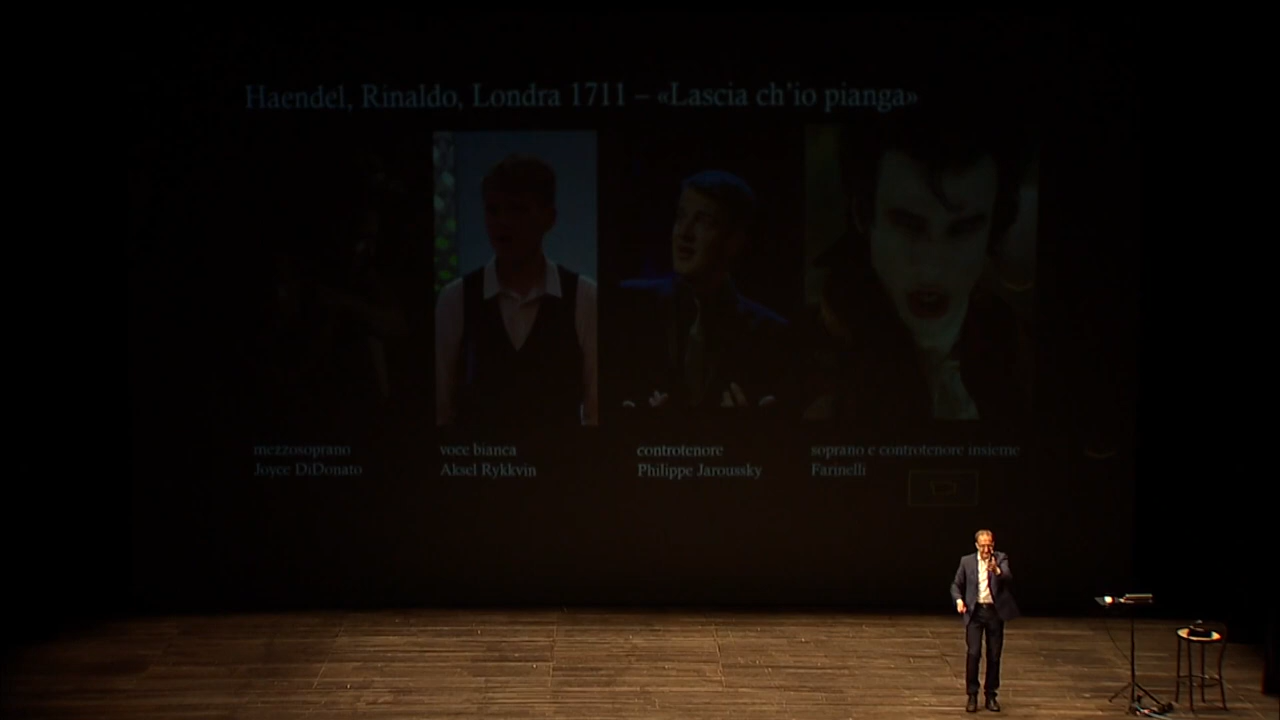 Haendel, Rinaldo, Londra 1711 – «Lascia ch'io pianga»
mezzosoprano
Joyce DiDonato
voce bianca
Aksel Rykkvin
controtenore
Philippe Jaroussky
soprano e controtenore insieme
Farinelli